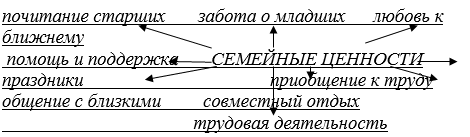 почитание старших забота о младших любовь к
ближнему
помощь и поддержка СЕМЕЙНЫЕ ЦЕННОСТИ
праздники приобщение к труду
общение с близкими совместный отдых
трудовая деятельность